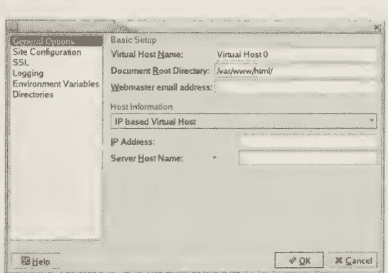 General Options
Site Configuration
SSL
Logging
Environment Variables
Directories
Basic Setup
Virtual Host Name: Virtual Host 0
Document Root Directory: /var/www/html/
Webmaster email address:
Host Information
IP based Virtual Host
IP Address:
Server Host Name:
Help
OK
Cancel